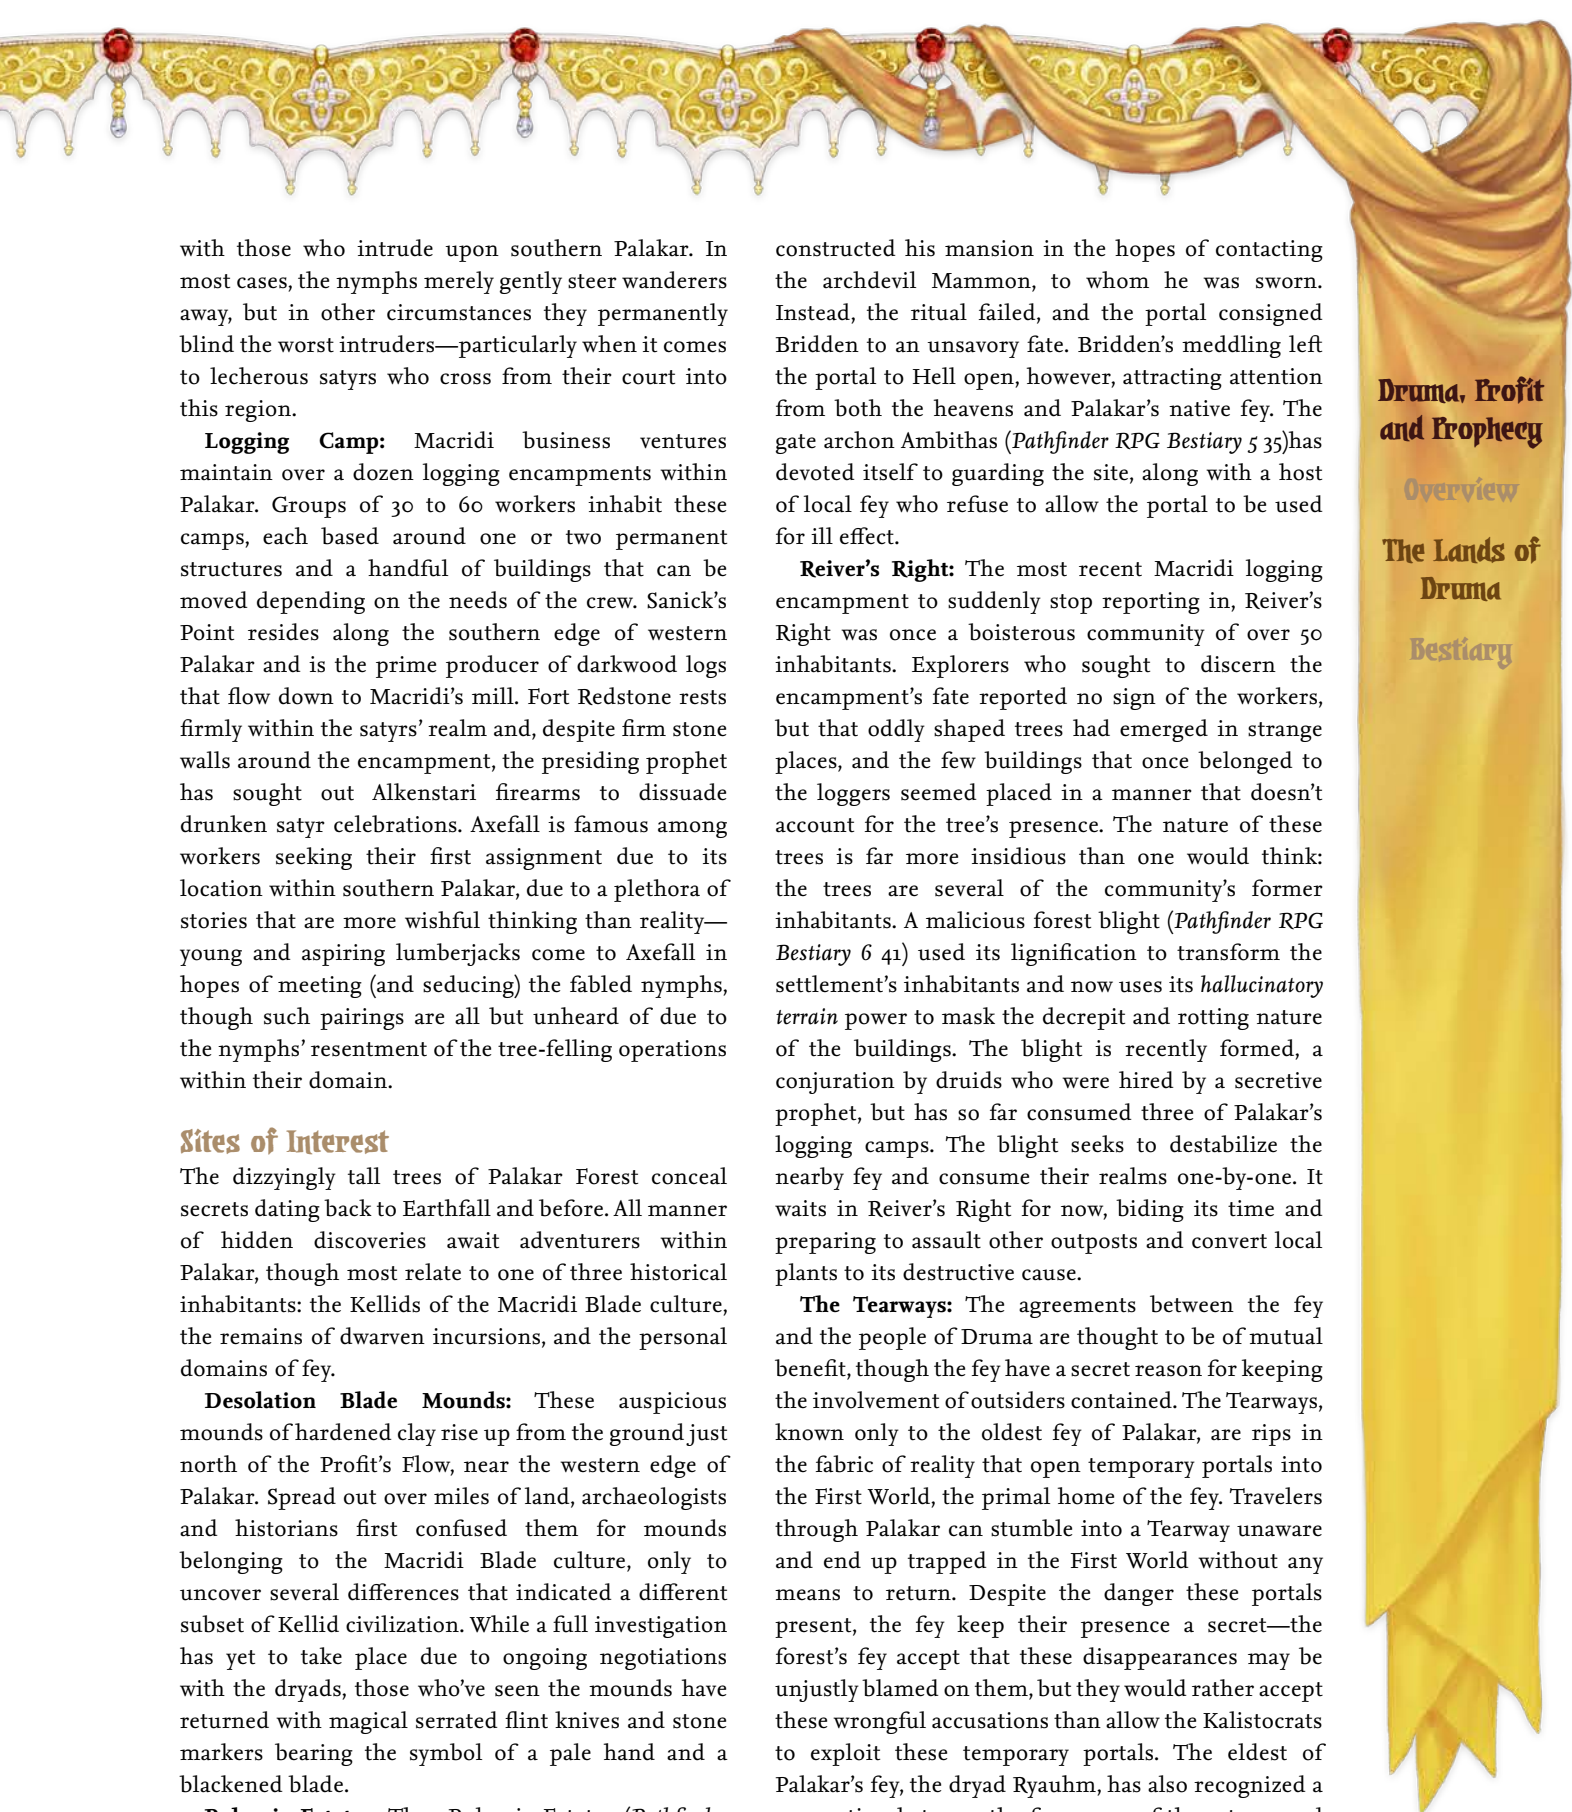 with those who intrude upon southern Palakar. In
most cases, the nymphs merely gently steer wanderers
away, but in other circumstances they permanently
blind the worst intruders—particularly when it comes
to lecherous satyrs who cross from their court into
this region.
Logging Camp: Macridi business ventures
maintain over a dozen logging encampments within
Palakar. Groups of 30 to 60 workers inhabit these
camps, each based around one or two permanent
structures and a handful of buildings that can be
moved depending on the needs of the crew. Sanick's
Point resides along the southern edge of western
Palakar and is the prime producer of darkwood logs
that flow down to Macridi's mill. Fort Redstone rests
firmly within the satyrs' realm and, despite firm stone
walls around the encampment, the presiding prophet
has sought out Alkenstari firearms to dissuade
drunken satyr celebrations. Axefall is famous among
workers seeking their first assignment due to its
location within southern Palakar, due to a plethora of
stories that are more wishful thinking than reality—
young and aspiring lumberjacks come to Axefall in
hopes of meeting (and seducing) the fabled nymphs,
though such pairings are all but unheard of due to
the nymphs' resentment of the tree-felling operations
within their domain.
Sites of Interest
The dizzyingly tall trees of Palakar Forest conceal
secrets dating back to Earthfall and before. All manner
of hidden discoveries await adventurers within
Palakar, though most relate to one of three historical
inhabitants: the Kellids of the Macridi Blade culture,
the remains of dwarven incursions, and the personal
domains of fey.
Desolation Blade Mounds: These auspicious
mounds of hardened clay rise up from the ground just
north of the Profit's Flow, near the western edge of
Palakar. Spread out over miles of land, archaeologists
and historians first confused them for mounds
belonging to the Macridi Blade culture, only to
uncover several differences that indicated a different
subset of Kellid civilization. While a full investigation
has yet to take place due to ongoing negotiations
with the dryads, those who've seen the mounds have
returned with magical serrated flint knives and stone
markers bearing the symbol of a pale hand and a
blackened blade.
constructed his mansion in the hopes of contacting
the archdevil Mammon, to whom he was sworn.
Instead, the ritual failed, and the portal consigned
Bridden to an unsavory fate. Bridden's meddling left
the portal to Hell open, however, attracting attention
from both the heavens and Palakar's native fey. The
gate archon Ambithas (Pathfinder RPG Bestiary 5 35)has
devoted itself to guarding the site, along with a host
of local fey who refuse to allow the portal to be used
for ill effect.
Reiver's Right: The most recent Macridi logging
encampment to suddenly stop reporting in, Reiver's
Right was once a boisterous community of over 50
inhabitants. Explorers who sought to discern the
encampment's fate reported no sign of the workers,
but that oddly shaped trees had emerged in strange
places, and the few buildings that once belonged to
the loggers seemed placed in a manner that doesn't
account for the tree's presence. The nature of these
trees is far more insidious than one would think:
the trees are several of the community's former
inhabitants. A malicious forest blight (Pathfinder RPG
Bestiary 6 41) used its lignification to transform the
settlement's inhabitants and now uses its hallucinatory
terrain power to mask the decrepit and rotting nature
of the buildings. The blight is recently formed, a
conjuration by druids who were hired by a secretive
prophet, but has so far consumed three of Palakar's
logging camps. The blight seeks to destabilize the
nearby fey and consume their realms one-by-one. It
waits in Reiver's Right for now, biding its time and
preparing to assault other outposts and convert local
plants to its destructive cause.
The Tearways: The agreements between the fey
and the people of Druma are thought to be of mutual
benefit, though the fey have a secret reason for keeping
the involvement of outsiders contained. The Tearways,
known only to the oldest fey of Palakar, are rips in
the fabric of reality that open temporary portals into
the First World, the primal home of the fey. Travelers
through Palakar can stumble into a Tearway unaware
and end up trapped in the First World without any
means to return. Despite the danger these portals
present, the fey keep their presence a secret—the
forest's fey accept that these disappearances may be
unjustly blamed on them, but they would rather accept
these wrongful accusations than allow the Kalistocrats
to exploit these temporary portals. The eldest of
Palakar's fey, the dryad Ryauhm, has also recognized a
Druma, Profit
and Prophecy
Overview
The Lands of
Druma
Bestiary